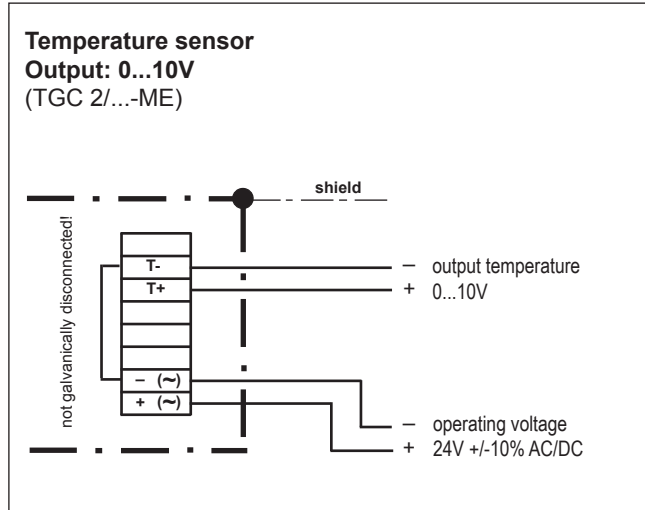 Temperature sensor
Output: 0...10V
(TGC 2/...-ME)
shield
not galvanically disconnected!
T-
T+
– output temperature
+ 0...10V
– (~)
+ (~)
– operating voltage
+ 24V +/-10% AC/DC